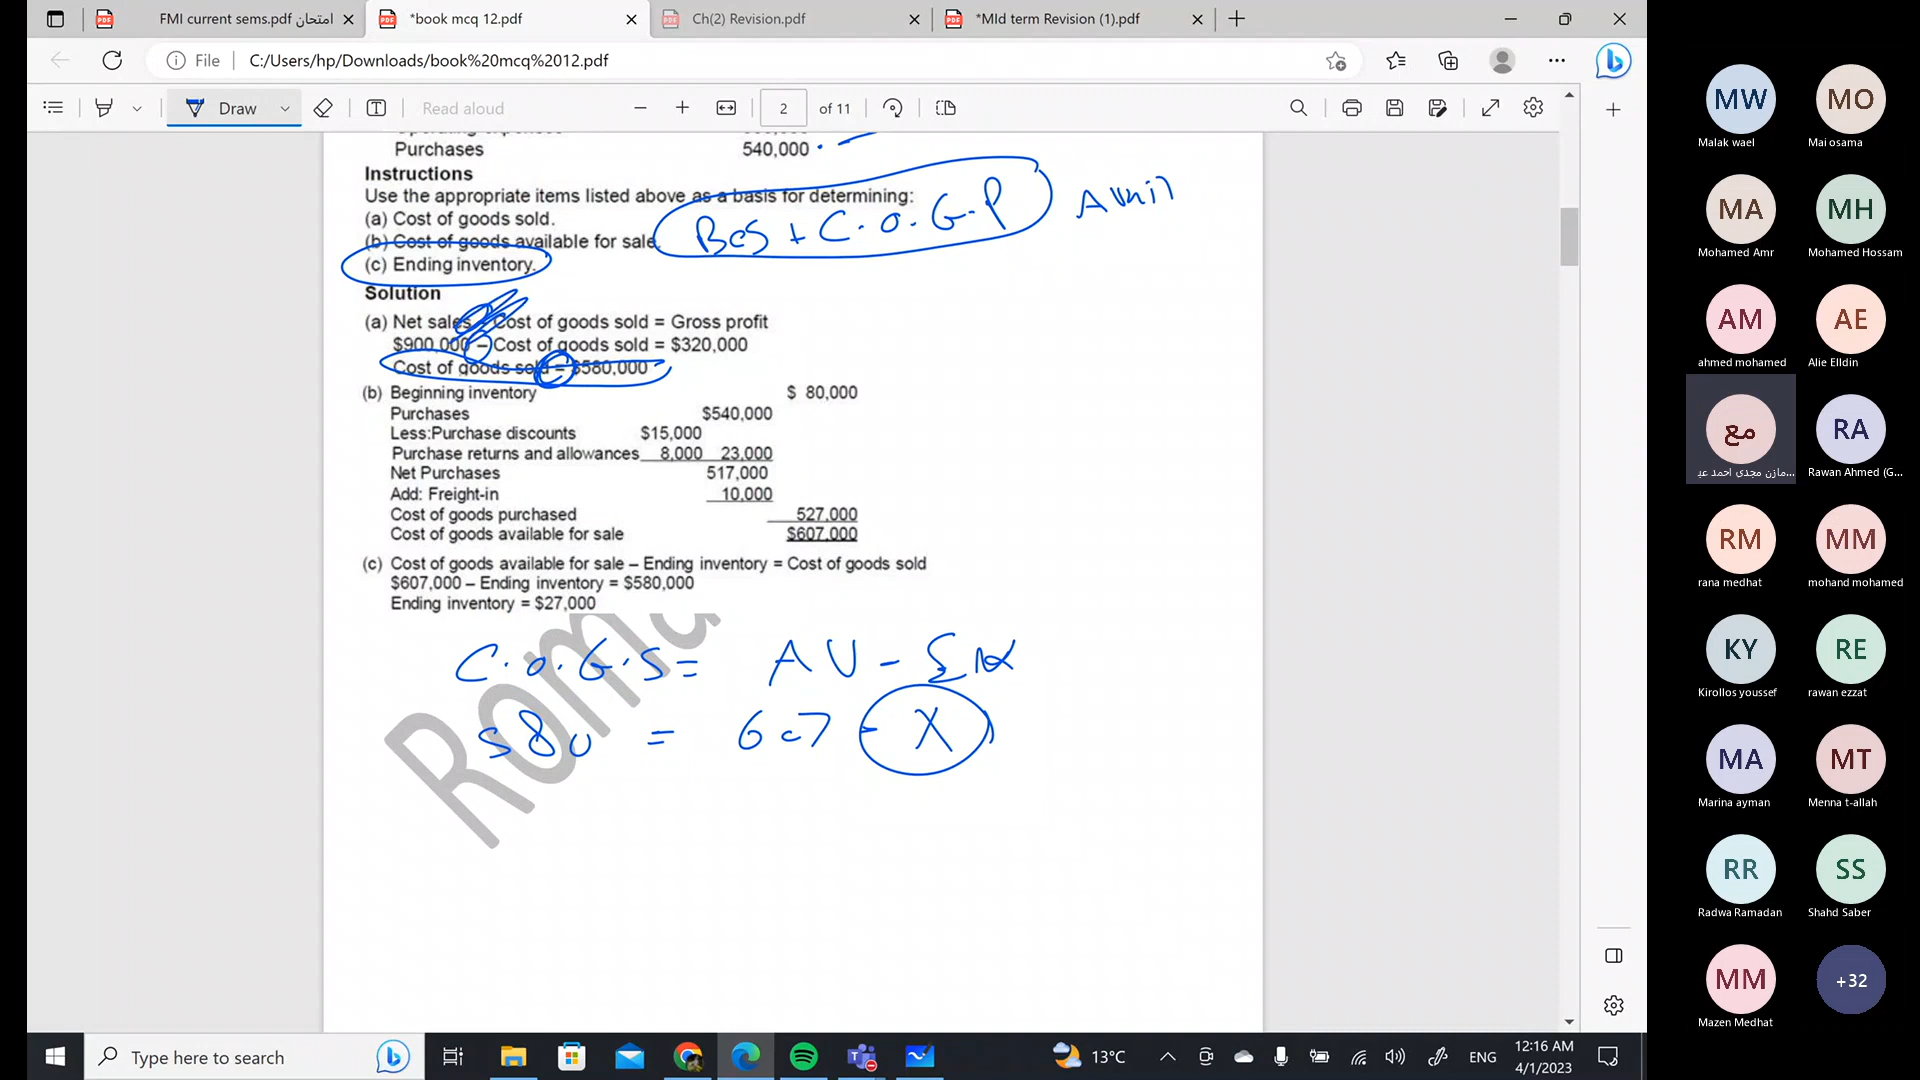 FMI current sems.pdf امتحان
*book mcq 12.pdf
Ch(2) Revision.pdf
*MId term Revision (1).pdf
File
C:/Users/hp/Downloads/book%20mcq%2012.pdf
Draw
Read aloud
2
of 11
Operating expenses
Purchases 540,000
Instructions
Use the appropriate items listed above as a basis for determining:
(a) Cost of goods sold.
(b) Cost of goods available for sale.
(c) Ending inventory.
Solution
(a) Net sales – Cost of goods sold = Gross profit
$900,000 – Cost of goods sold = $320,000
Cost of goods sold = $580,000
(b) Beginning inventory $ 80,000
Purchases $540,000
Less:Purchase discounts $15,000
Purchase returns and allowances 8,000 23,000
Net Purchases 517,000
Add: Freight-in 10,000
Cost of goods purchased 527,000
Cost of goods available for sale $607,000
(c) Cost of goods available for sale – Ending inventory = Cost of goods sold
$607,000 – Ending inventory = $580,000
Ending inventory = $27,000
+ C.O.G.P
C.O.G.S = AV -
580 = 607 - X
MW
Malak wael
MO
Mai osama
MA
Mohamed Amr
MH
Mohamed Hossam
AM
ahmed mohamed
AE
Alie Elldin
مع
مازن مجدى احمد عبد...
RA
Rawan Ahmed (G...
RM
rana medhat
MM
mohand mohamed
KY
Kirollos youssef
RE
rawan ezzat
MA
Marina ayman
MT
Menna t-allah
RR
Radwa Ramadan
SS
Shahd Saber
MM
Mazen Medhat
+32
Type here to search
13°C
ENG
12:16 AM
4/1/2023